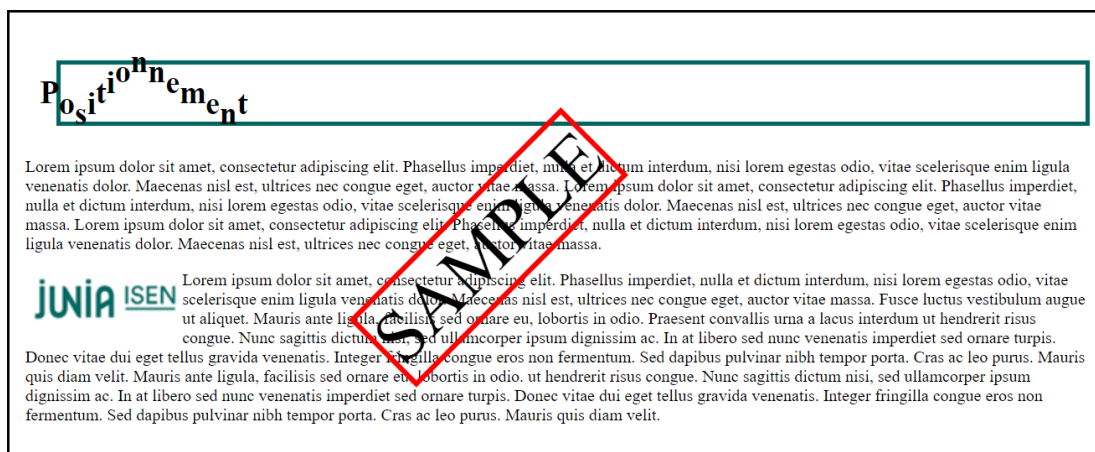 Positionnement
Lorem ipsum dolor sit amet, consectetur adipiscing elit. Phasellus imperdiet, nulla et dictum interdum, nisi lorem egestas odio, vitae scelerisque enim ligula
venenatis dolor. Maecenas nisl est, ultrices nec congue eget, auctor vitae massa. Lorem ipsum dolor sit amet, consectetur adipiscing elit. Phasellus imperdiet,
nulla et dictum interdum, nisi lorem egestas odio, vitae scelerisque enim ligula venenatis dolor. Maecenas nisl est, ultrices nec congue eget, auctor vitae
massa. Lorem ipsum dolor sit amet, consectetur adipiscing elit. Phasellus imperdiet, nulla et dictum interdum, nisi lorem egestas odio, vitae scelerisque enim
ligula venenatis dolor. Maecenas nisl est, ultrices nec congue eget, auctor vitae massa.
SAMPLE
JUNIA ISEN
Lorem ipsum dolor sit amet, consectetur adipiscing elit. Phasellus imperdiet, nulla et dictum interdum, nisi lorem egestas odio, vitae
scelerisque enim ligula venenatis dolor. Maecenas nisl est, ultrices nec congue eget, auctor vitae massa. Fusce luctus vestibulum augue
ut aliquet. Mauris ante ligula, facilisis sed ornare eu, lobortis in odio. Praesent convallis urna a lacus interdum ut hendrerit risus
congue. Nunc sagittis dictum nisi, sed ullamcorper ipsum dignissim ac. In at libero sed nunc venenatis imperdiet sed ornare turpis.
Donec vitae dui eget tellus gravida venenatis. Integer fringilla congue eros non fermentum. Sed dapibus pulvinar nibh tempor porta. Cras ac leo purus. Mauris
quis diam velit. Mauris ante ligula, facilisis sed ornare eu, lobortis in odio. ut hendrerit risus congue. Nunc sagittis dictum nisi, sed ullamcorper ipsum
dignissim ac. In at libero sed nunc venenatis imperdiet sed ornare turpis. Donec vitae dui eget tellus gravida venenatis. Integer fringilla congue eros non
fermentum. Sed dapibus pulvinar nibh tempor porta. Cras ac leo purus. Mauris quis diam velit.